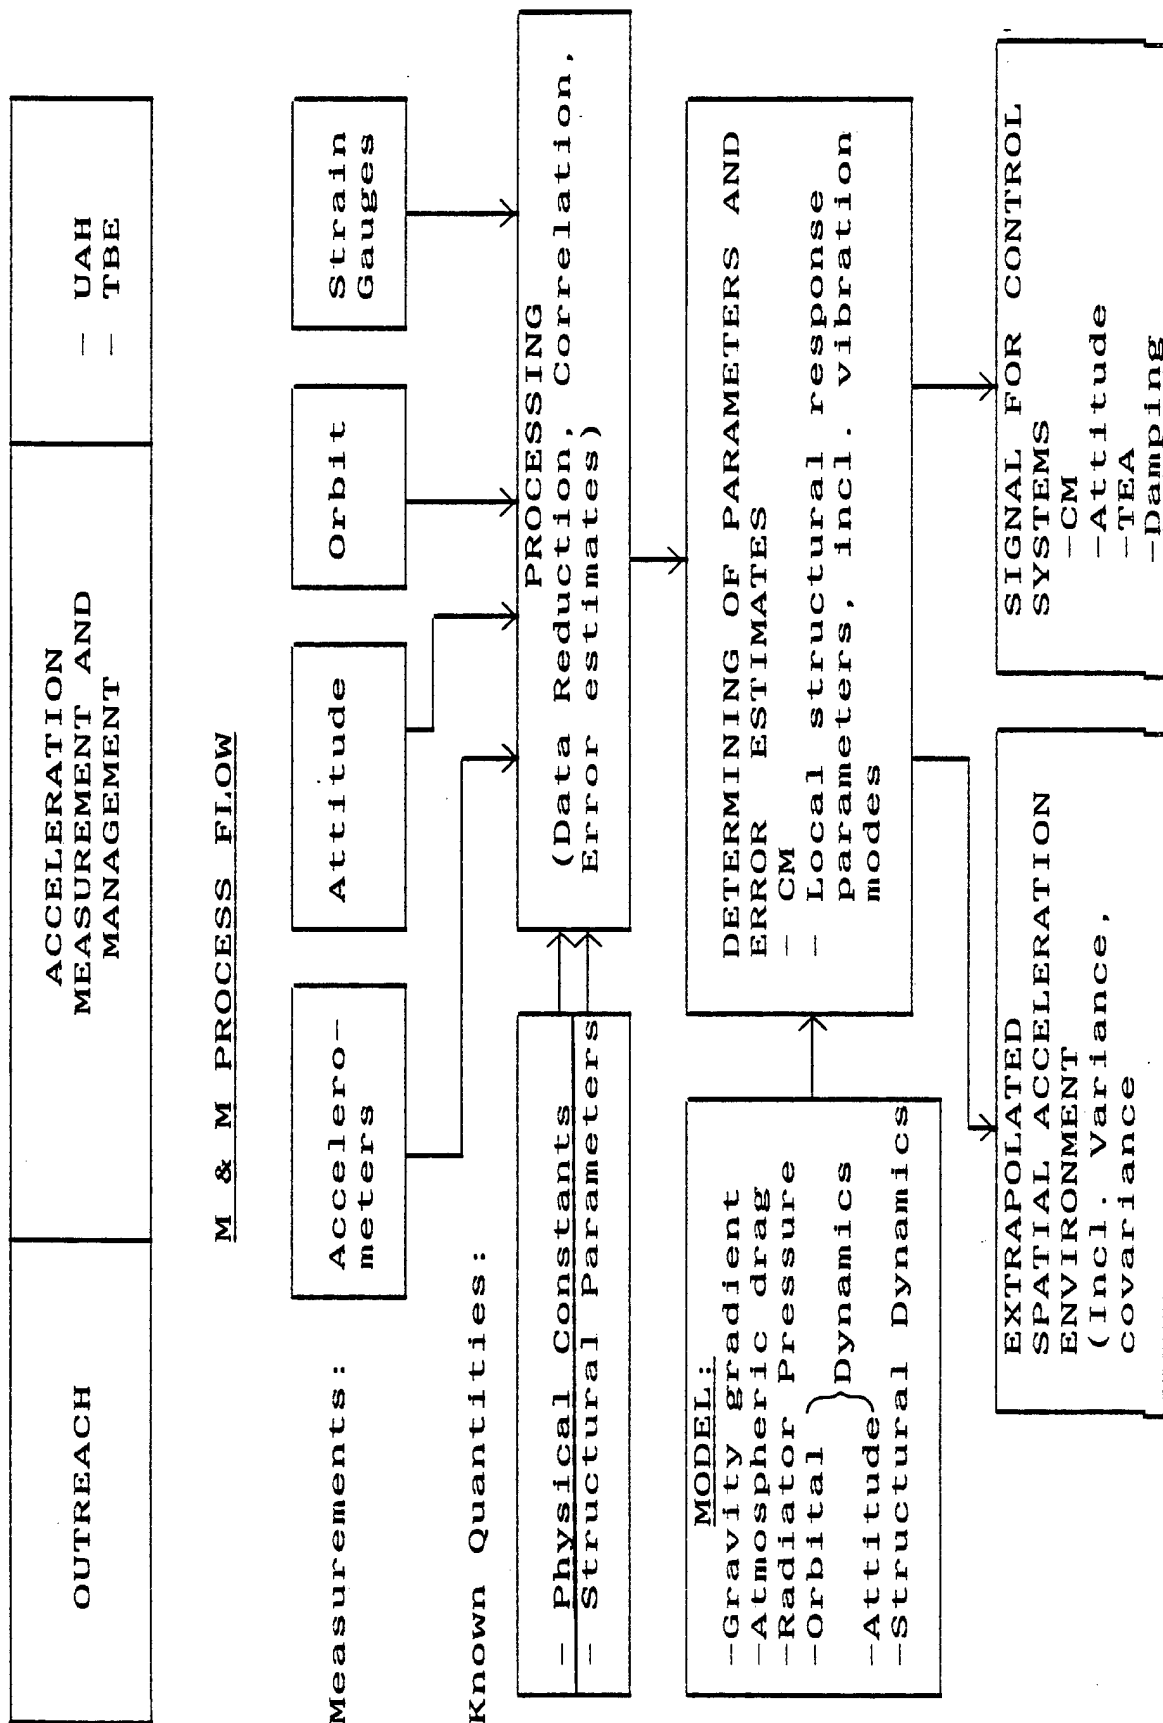 OUTREACH
ACCELERATION
MEASUREMENT AND
MANAGEMENT
- UAH
- TBE
M & M PROCESS FLOW
Measurements:
Accelero-
meters
Attitude
Orbit
Strain
Gauges
Known Quantities:
- Physical Constants
- Structural Parameters
PROCESSING
(Data Reduction, Correlation,
Error estimates)
MODEL:
-Gravity gradient
-Atmospheric drag
-Radiator Pressure
-Orbital
Dynamics
-Attitude
-Structural Dynamics
DETERMINING OF PARAMETERS AND
ERROR ESTIMATES
- CM
- Local structural response
parameters, incl. vibration
modes
EXTRAPOLATED
SPATIAL ACCELERATION
ENVIRONMENT
(Incl. Variance,
covariance
SIGNAL FOR CONTROL
SYSTEMS
-CM
-Attitude
-TEA
-Damping